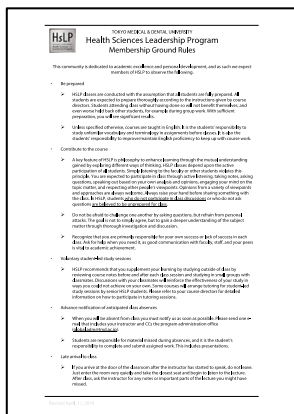 TOKYO MEDICAL & DENTAL UNIVERSITY
HSLP
Health Sciences Leadership Program
Membership Ground Rules
This community is dedicated to academic excellence and personal development, and as such we expect
members of HSLP to observe the following.
Be prepared
HSLP classes are conducted with the assumption that all students are fully prepared. All
students are expected to prepare thoroughly according to the instructions given by course
directors. Students attending class without having done so will not benefit themselves, and
even worse hold back other students, for example during group work. With sufficient
preparation, you will see significant results.
Unless specified otherwise, courses are taught in English. It is the students' responsibility to
study unfamiliar vocabulary and terminology in assignments before classes. It is also the
students' responsibility to improve/maintain English proficiency to keep up with course work.
Contribute to the course
A key feature of HSLP is philosophy to enhance learning through the mutual understanding
gained by exploring different ways of thinking. HSLP classes depend upon the active
participation of all students. Simply listening to the faculty or other students violates this
principle. You are expected to participate in class through active listening, taking notes, asking
questions, speaking out based on your own analysis and opinions, engaging your mind on the
topic matter, and respecting other people's viewpoints. Opinions from a variety of viewpoints
and approaches are always welcome. Always raise your hand before sharing something with
the class. In HSLP, students who do not participate in class discussions or who do not ask
questions are believed to be unprepared for class.
Do not be afraid to challenge one another by asking questions, but refrain from personal
attacks. The goal is not to simply agree, but to gain a deeper understanding of the subject
matter through thorough investigation and discussion.
Recognize that you are primarily responsible for your own success or lack of success in each
class. Ask for help when you need it, as good communication with faculty, staff, and your peers
is vital to academic achievement.
Voluntary student-led study sessions
HSLP recommends that you supplement your learning by studying outside of class by
reviewing course notes before and after each class session and studying in small groups with
classmates. Discussions with your classmates will reinforce the effectiveness of your study in
ways you could not achieve on your own. Some courses will arrange tutoring for student-led
study sessions by senior HSLP students. Please refer to your course directors for detailed
information on how to participate in tutoring sessions.
Advance notification of anticipated class absences
When you will be absent from class you must notify us as soon as possible. Please send one e-
mail that includes your instructor and CCs the program administration office
Students are responsible for material missed during absences, and it is the student's
responsibility to complete and submit assigned work. This includes presentations.
Late arrival to class
If you arrive at the door of the classroom after the instructor has started to speak, do not leave.
Just enter the room very quietly and take the closest seat and begin to listen to the lecture.
After class, ask the instructor for any notes or important parts of the lecture you might have
missed.